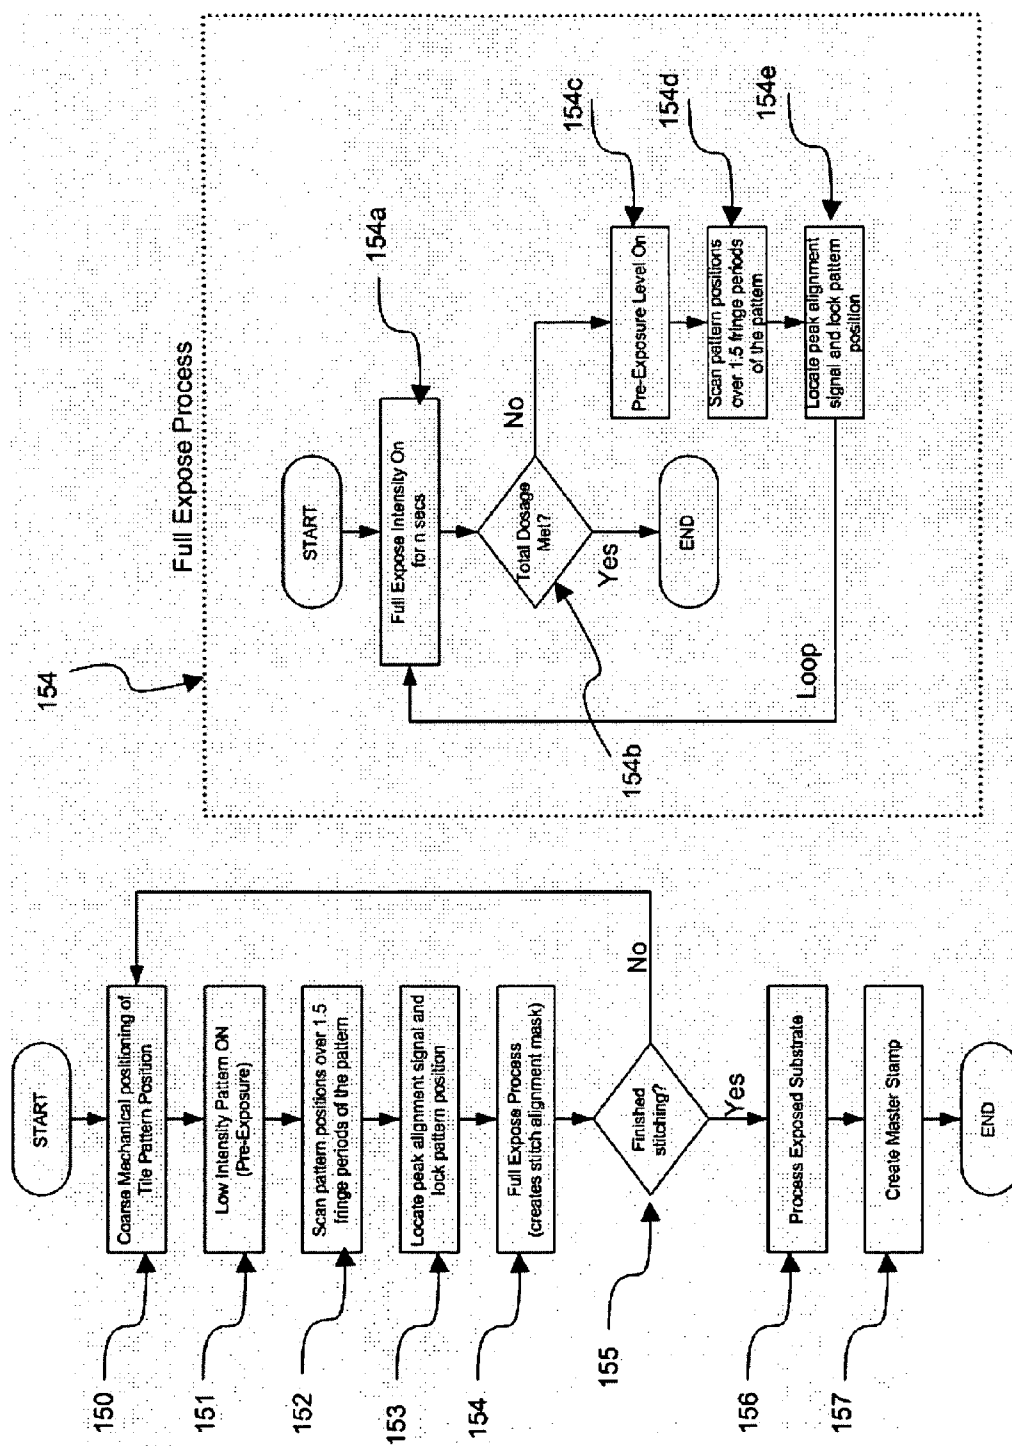 START
150
Coarse Mechanical positioning of
Tile Pattern Position
151
Low Intensity Pattern ON
(Pre-Exposure)
152
Scan pattern positions over 1.5
fringe periods of the pattern
153
Locate peak alignment signal and
lock pattern position
154
Full Expose Process
(creates stitch alignment mask)
155
Finished
stitching?
No
Yes
156
Process Exposed Substrate
157
Create Master Stamp
END
154
Full Expose Process
START
154a
Full Expose Intensity On
for n secs
154b
Total Dosage
Met?
No
Yes
END
154c
Pre-Exposure Level On
154d
Scan pattern positions
over 1.5 fringe periods
of the pattern
154e
Locate peak alignment
signal and lock pattern
position
Loop